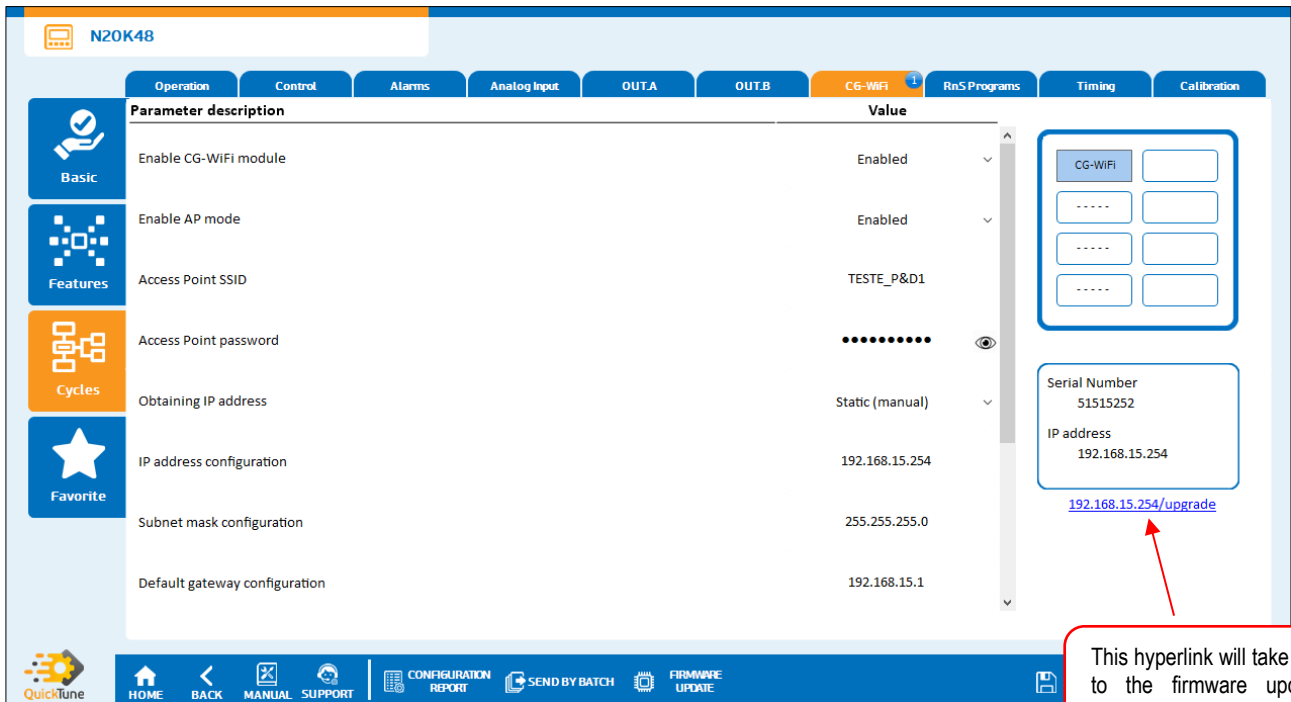 N20K48
Operation Control Alarms Analog Input OUT.A OUT.B CG-WiFi 1 RnS Programs Timing Calibration
Parameter description Value
Basic
Features
Cycles
Favorite
Enable CG-WiFi module Enabled
Enable AP mode Enabled
Access Point SSID TESTE_P&D1
Access Point password ••••••••••
Obtaining IP address Static (manual)
IP address configuration 192.168.15.254
Subnet mask configuration 255.255.255.0
Default gateway configuration 192.168.15.1
CG-WiFi
-----
-----
-----
Serial Number
51515252
IP address
192.168.15.254
192.168.15.254/upgrade
This hyperlink will take
to the firmware
QuickTune
HOME BACK MANUAL SUPPORT
CONFIGURATION
REPORT
SEND BY BATCH
FIRMWARE
UPDATE